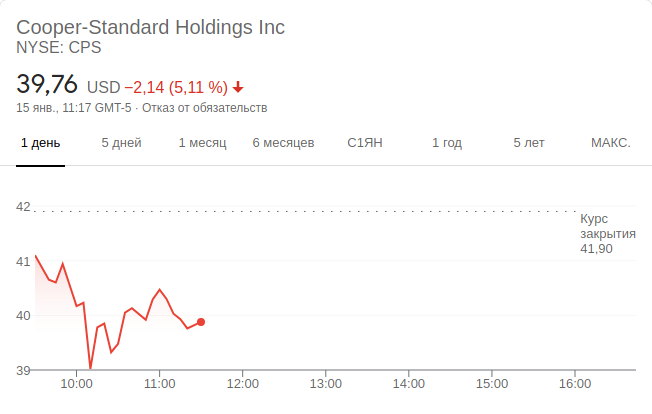 Cooper-Standard Holdings Inc
NYSE: CPS
39,76 USD −2,14 (5,11 %)
15 янв., 11:17 GMT-5 · Отказ от обязательств
1 день 5 дней 1 месяц 6 месяцев С1ЯН 1 год 5 лет МАКС.
42
Курс
закрытия
41,90
41
40
39
10:00 11:00 12:00 13:00 14:00 15:00 16:00